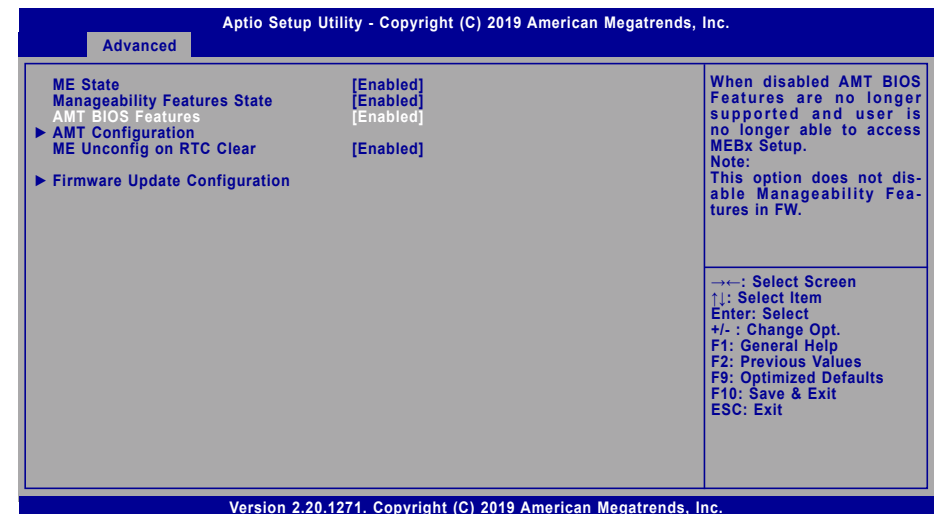 Aptio Setup Utility - Copyright (C) 2019 American Megatrends, Inc.
Advanced
ME State [Enabled]
Manageability Features State [Enabled]
AMT BIOS Features [Enabled]
▶ AMT Configuration
ME Unconfig on RTC Clear [Enabled]
▶ Firmware Update Configuration
When disabled AMT BIOS
Features are no longer
supported and user is
no longer able to access
MEBx Setup.
Note:
This option does not dis-
able Manageability Fea-
tures in FW.
→←: Select Screen
↑↓: Select Item
Enter: Select
+/- : Change Opt.
F1: General Help
F2: Previous Values
F9: Optimized Defaults
F10: Save & Exit
ESC: Exit
Version 2.20.1271. Copyright (C) 2019 American Megatrends, Inc.